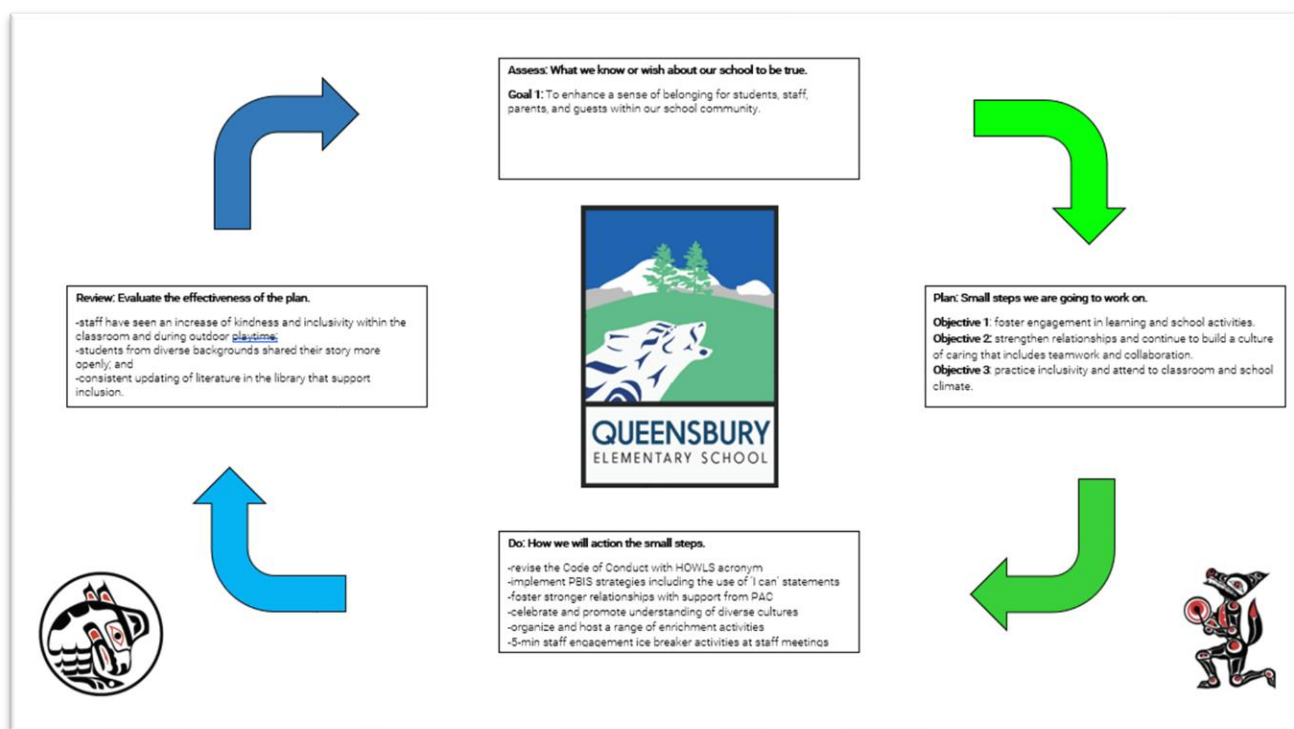 Assess: What we know or wish about our school to be true.
Goal 1: To enhance a sense of belonging for students, staff,
parents, and guests within our school community.
Plan: Small steps we are going to work on.
Objective 1: foster engagement in learning and school activities.
Objective 2: strengthen relationships and continue to build a culture
of caring that includes teamwork and collaboration.
Objective 3: practice inclusivity and attend to classroom and school
climate.
Do: How we will action the small steps.
-revise the Code of Conduct with HOWLS acronym
-implement PBIS strategies including the use of 'I can' statements
-foster stronger relationships with support from PAC
-celebrate and promote understanding of diverse cultures
-organize and host a range of enrichment activities
-5-min staff engagement ice breaker activities at staff meetings
Review: Evaluate the effectiveness of the plan.
-staff have seen an increase of kindness and inclusivity within the
classroom and during outdoor playtime;
-students from diverse backgrounds shared their story more
openly; and
-consistent updating of literature in the library that support
inclusion.
QUEENSBURY
ELEMENTARY SCHOOL